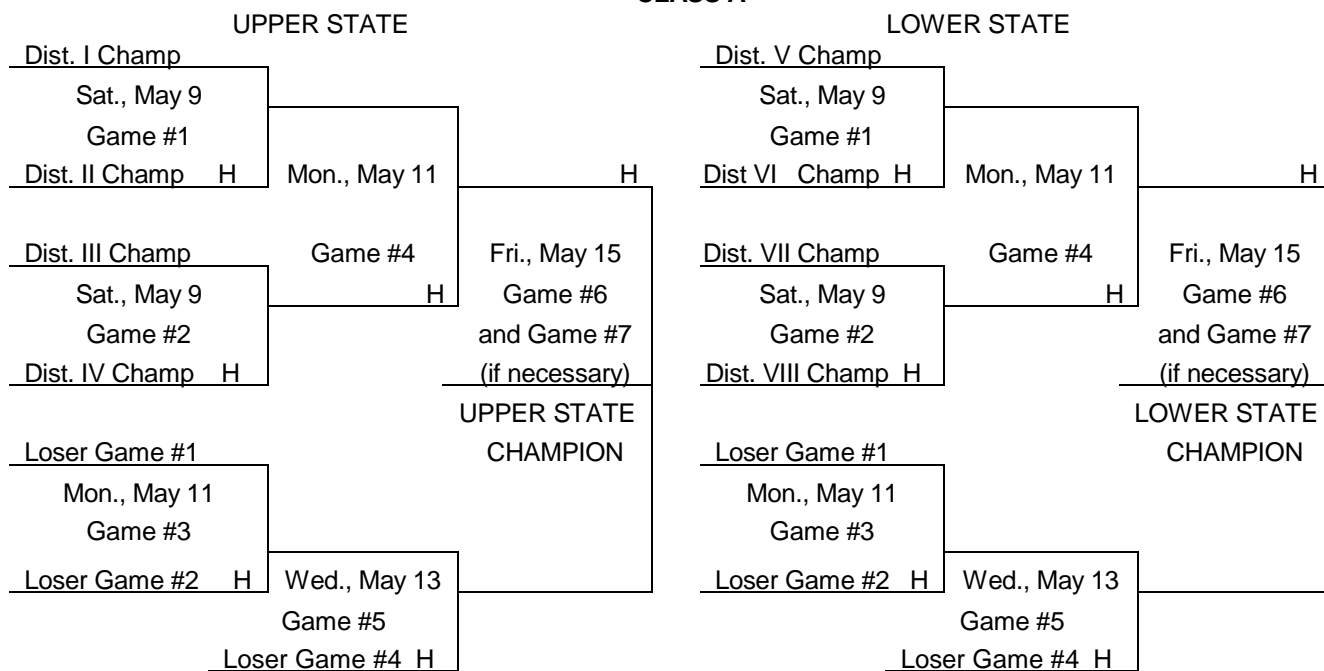 UPPER STATE LOWER STATE
Dist. I Champ Dist. V Champ
Sat., May 9 Sat., May 9
Game #1 Game #1
Dist. II Champ H Mon., May 11 H Dist VI Champ H Mon., May 11 H
Dist. III Champ Game #4 Fri., May 15 Dist. VII Champ Game #4 Fri., May 15
Sat., May 9 H Game #6 Sat., May 9 H Game #6
Game #2 and Game #7 Game #2 and Game #7
Dist. IV Champ H (if necessary) Dist. VIII Champ H (if necessary)
UPPER STATE LOWER STATE
Loser Game #1 CHAMPION Loser Game #1 CHAMPION
Mon., May 11 Mon., May 11
Game #3 Game #3
Loser Game #2 H Wed., May 13 Loser Game #2 H Wed., May 13
Game #5 Game #5
Loser Game #4 H Loser Game #4 H